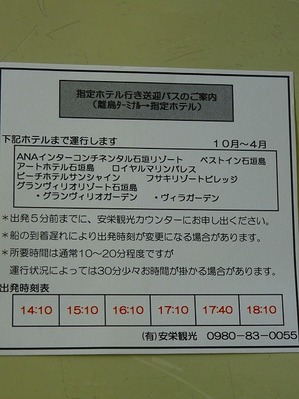 指定ホテル行き送迎バスのご案内
(離島ターミナル→指定ホテル)
下記ホテルまで運行します　１０月～４月
ANAインターコンチネンタル石垣リゾート　ベストイン石垣島
アートホテル石垣島　ロイヤルマリンパレス
ビーチホテルサンシャイン　フサキリゾートビレッジ
グランヴィリオリゾート石垣島
・グランヴィリオガーデン　・ヴィラガーデン
＊出発５分前までに、安栄観光カウンターにお申し出ください。
＊船の到着遅れにより出発時刻が変更になる場合があります。
＊所要時間は通常１０～２０分程度ですが
運行状況によっては30分少々お時間が掛かる場合があります。
出発時刻表
14:10　15:10　16:10　17:10　17:40　18:10
(有)安栄観光　0980-83-0055